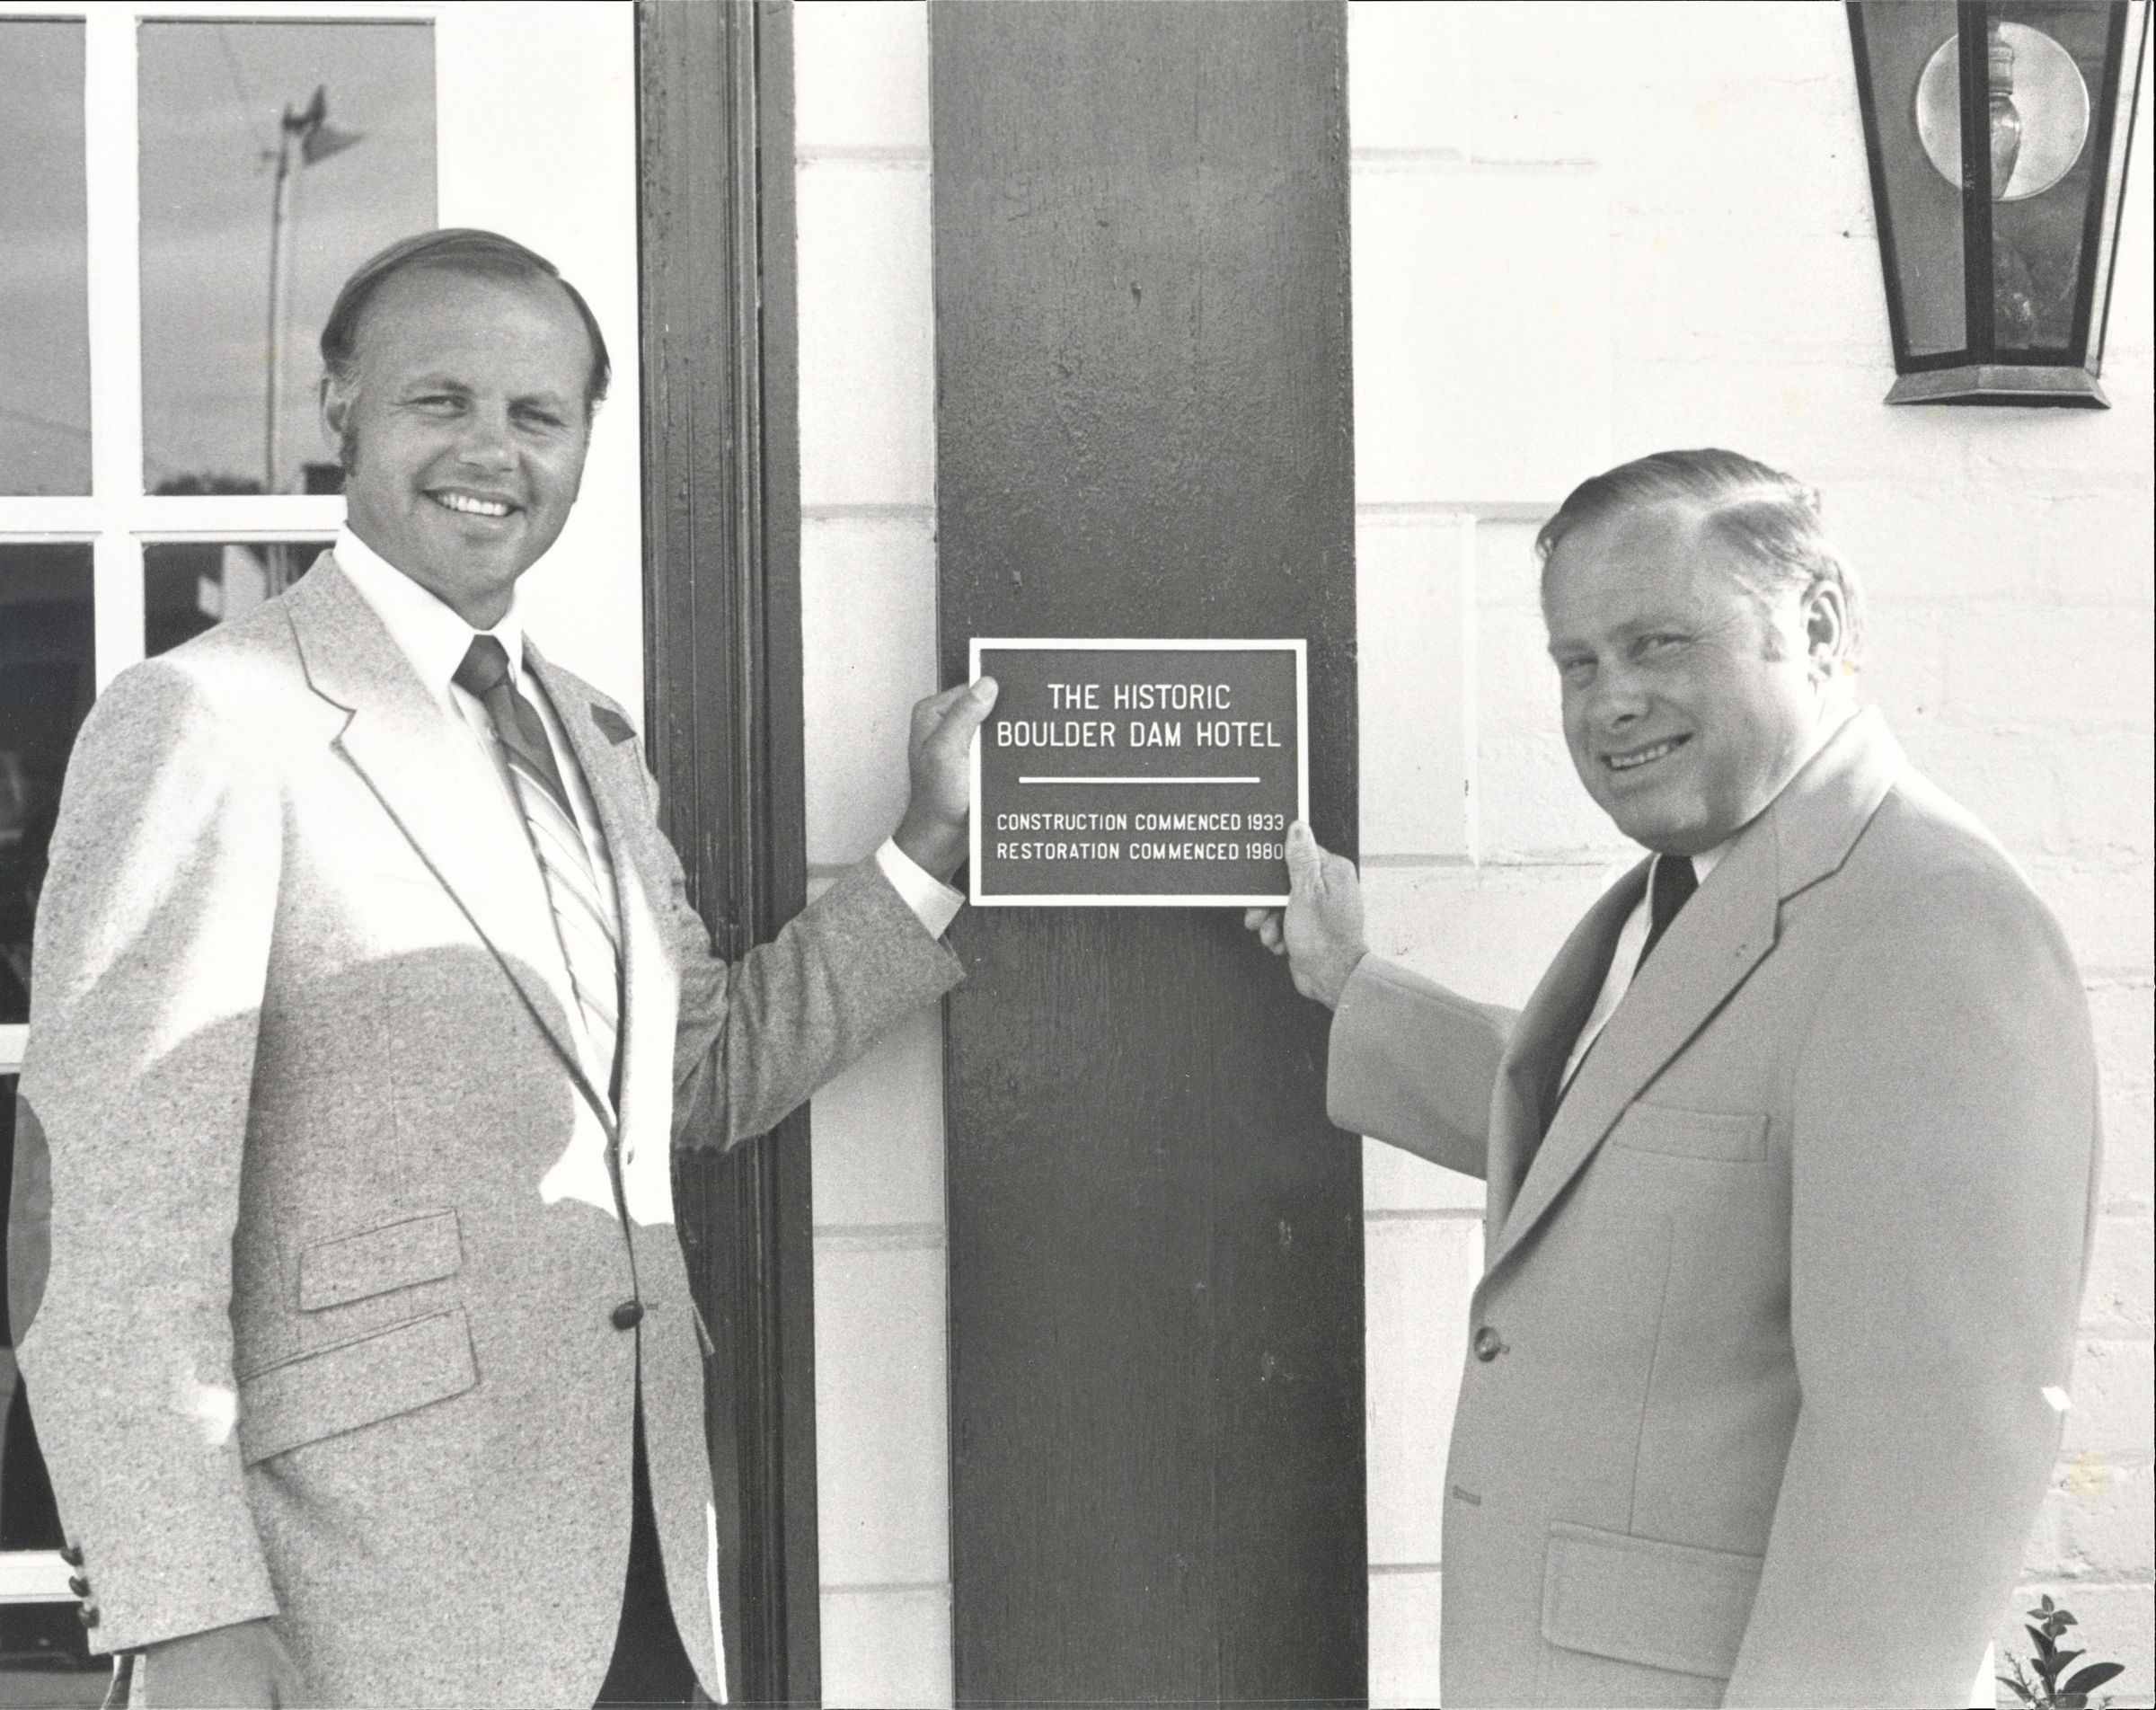 THE HISTORIC
BOULDER DAM HOTEL
CONSTRUCTION COMMENCED 1933
RESTORATION COMMENCED 1980